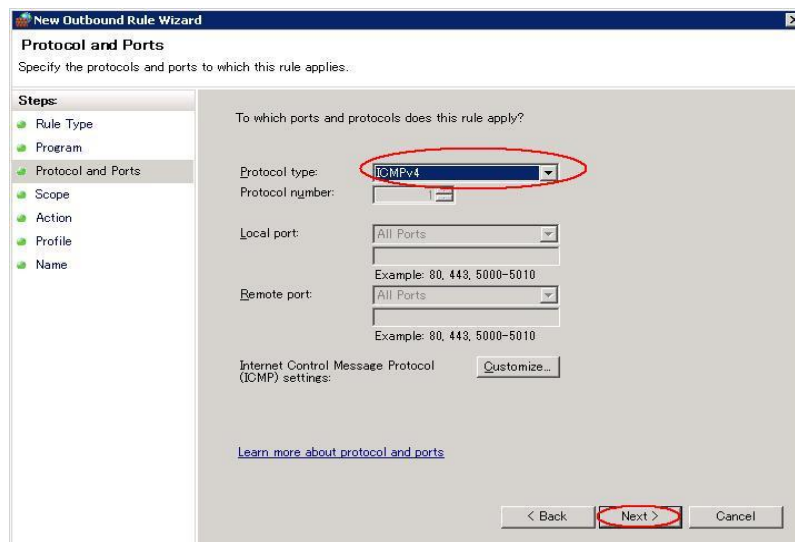 New Outbound Rule Wizard
Protocol and Ports
Specify the protocols and ports to which this rule applies.
Steps:
Rule Type
Program
Protocol and Ports
Scope
Action
Profile
Name
To which ports and protocols does this rule apply?
Protocol type: ICMPv4
Protocol number: 1
Local port: All Ports
Example: 80, 443, 5000-5010
Remote port: All Ports
Example: 80, 443, 5000-5010
Internet Control Message Protocol
(ICMP) settings:
Customize...
Learn more about protocol and ports
< Back
Next >
Cancel